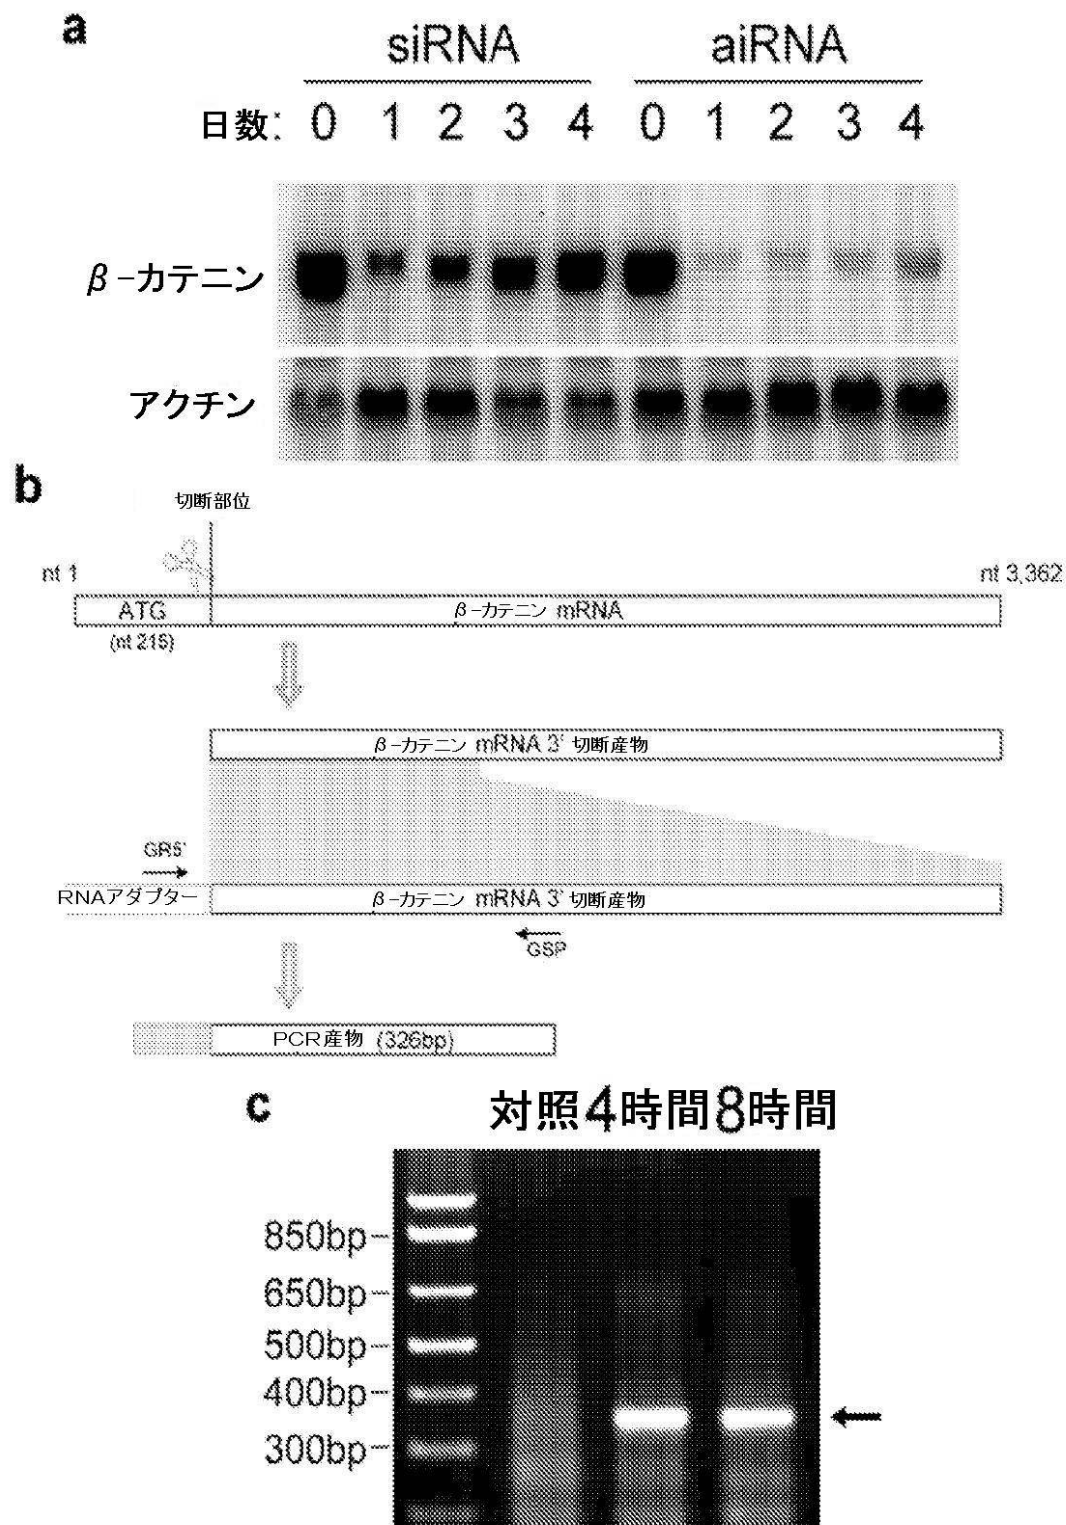 a
siRNA aiRNA
日数: 0 1 2 3 4 0 1 2 3 4
β-カテニン
アクチン
b
切断部位
nt 1 nt 3,362
ATG β-カテニン mRNA
(nt 215)
β-カテニン mRNA 3' 切断産物
GR5'
RNAアダプター β-カテニン mRNA 3' 切断産物
GSP
PCR産物 (326bp)
c 対照 4時間 8時間
850bp
650bp
500bp
400bp
300bp